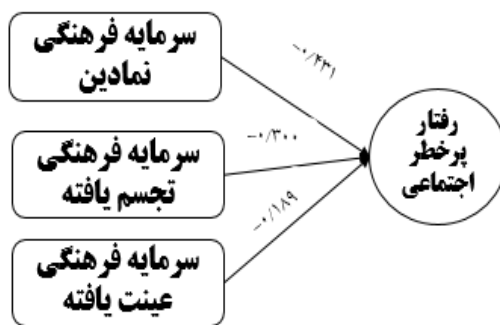 سرمایه فرهنگی
نمادین
-۰/۴۳۱
سرمایه فرهنگی
تجسم یافته
-۰/۳۰۰
سرمایه فرهنگی
عینت یافته
-۰/۱۸۹
رفتار
پرخطر
اجتماعی